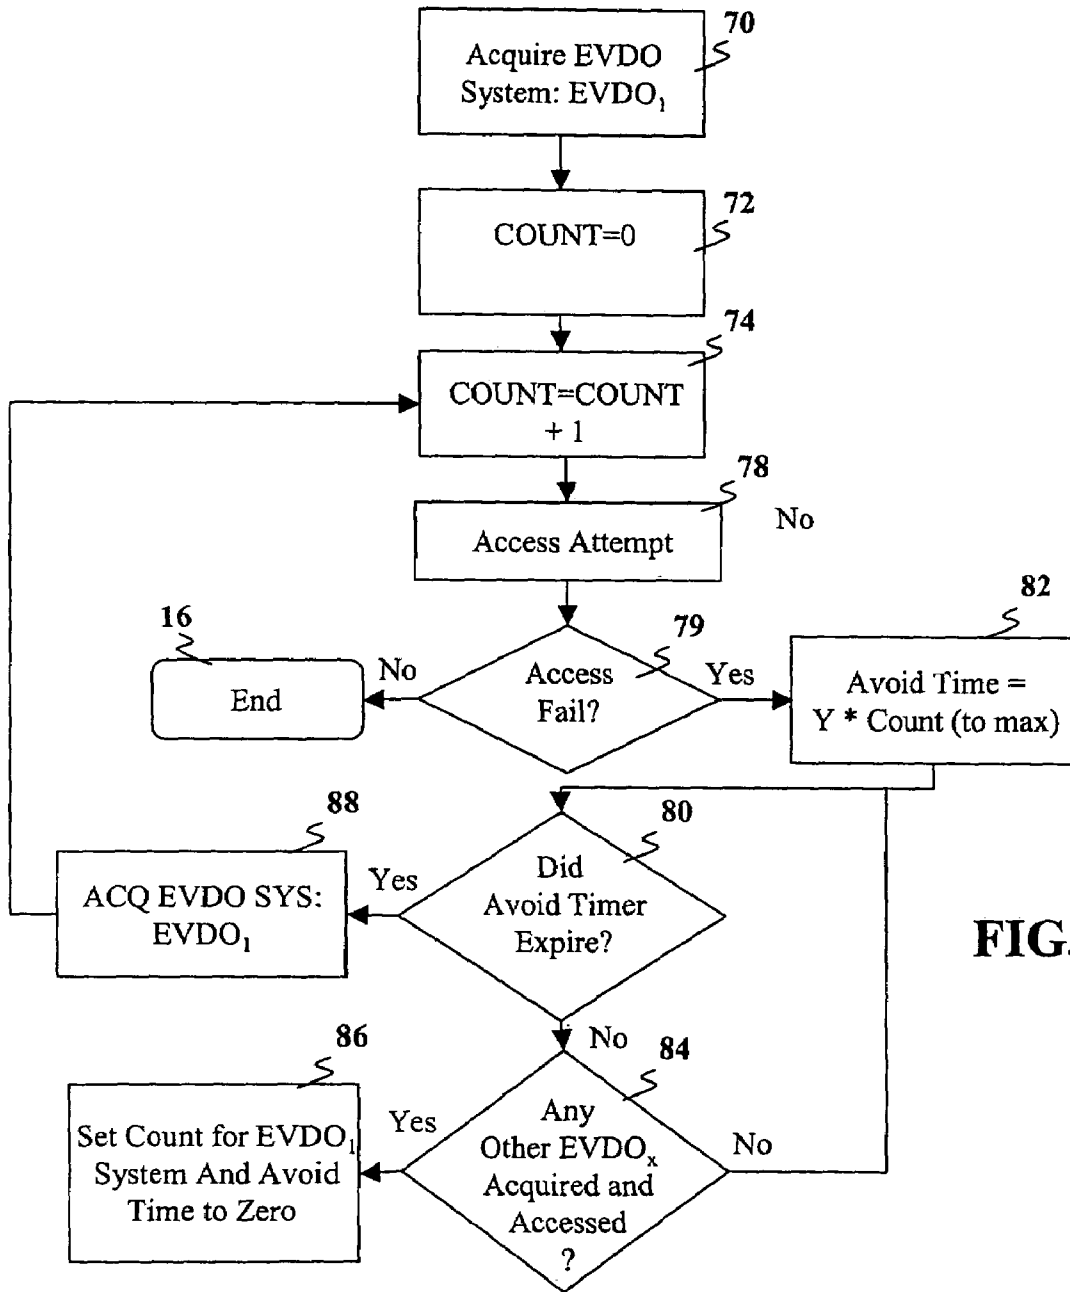 70
Acquire EVDO
System: EVDO₁
72
COUNT=0
74
COUNT=COUNT
+ 1
78
Access Attempt
No
16
End
No
79
Access
Fail?
Yes
82
Avoid Time =
Y * Count (to max)
88
ACQ EVDO SYS:
EVDO₁
Yes
80
Did
Avoid Timer
Expire?
FIG.
No
86
Set Count for EVDO₁
System And Avoid
Time to Zero
Yes
84
Any
Other EVDOₓ
Acquired and
Accessed
?
No